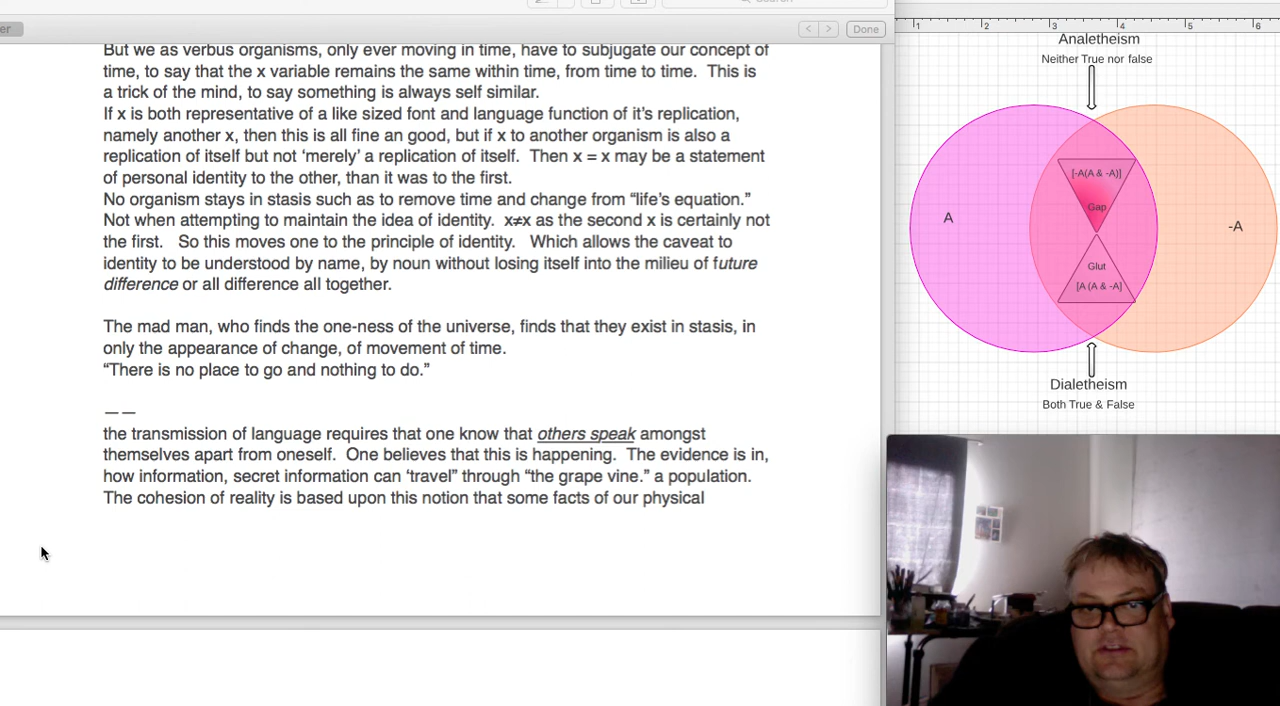 er
Done
But we as verbus organisms, only ever moving in time, have to subjugate our concept of
time, to say that the x variable remains the same within time, from time to time.  This is
a trick of the mind, to say something is always self similar.
If x is both representative of a like sized font and language function of it's replication,
namely another x, then this is all fine an good, but if x to another organism is also a
replication of itself but not ‘merely’ a replication of itself.  Then x = x may be a statement
of personal identity to the other, than it was to the first.
No organism stays in stasis such as to remove time and change from “life’s equation.”
Not when attempting to maintain the idea of identity.  x≠x as the second x is certainly not
the first.   So this moves one to the principle of identity.   Which allows the caveat to
identity to be understood by name, by noun without losing itself into the milieu of future
difference or all difference all together.
The mad man, who finds the one-ness of the universe, finds that they exist in stasis, in
only the appearance of change, of movement of time.
“There is no place to go and nothing to do.”
— —
the transmission of language requires that one know that others speak amongst
themselves apart from oneself.  One believes that this is happening.  The evidence is in,
how information, secret information can ‘travel” through “the grape vine.” a population.
The cohesion of reality is based upon this notion that some facts of our physical
1 2 3 4 5 6
Analetheism
Neither True nor false
[-A(A & -A)]
Gap
A
-A
Glut
[A (A & -A]
Dialetheism
Both True & False